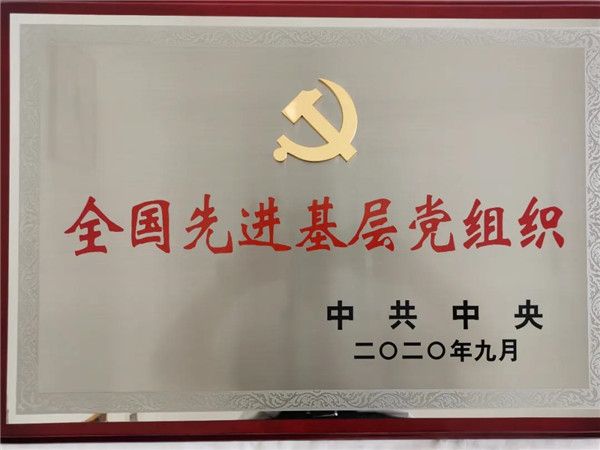 全国先进基层党组织
中共中央
二〇二〇年九月